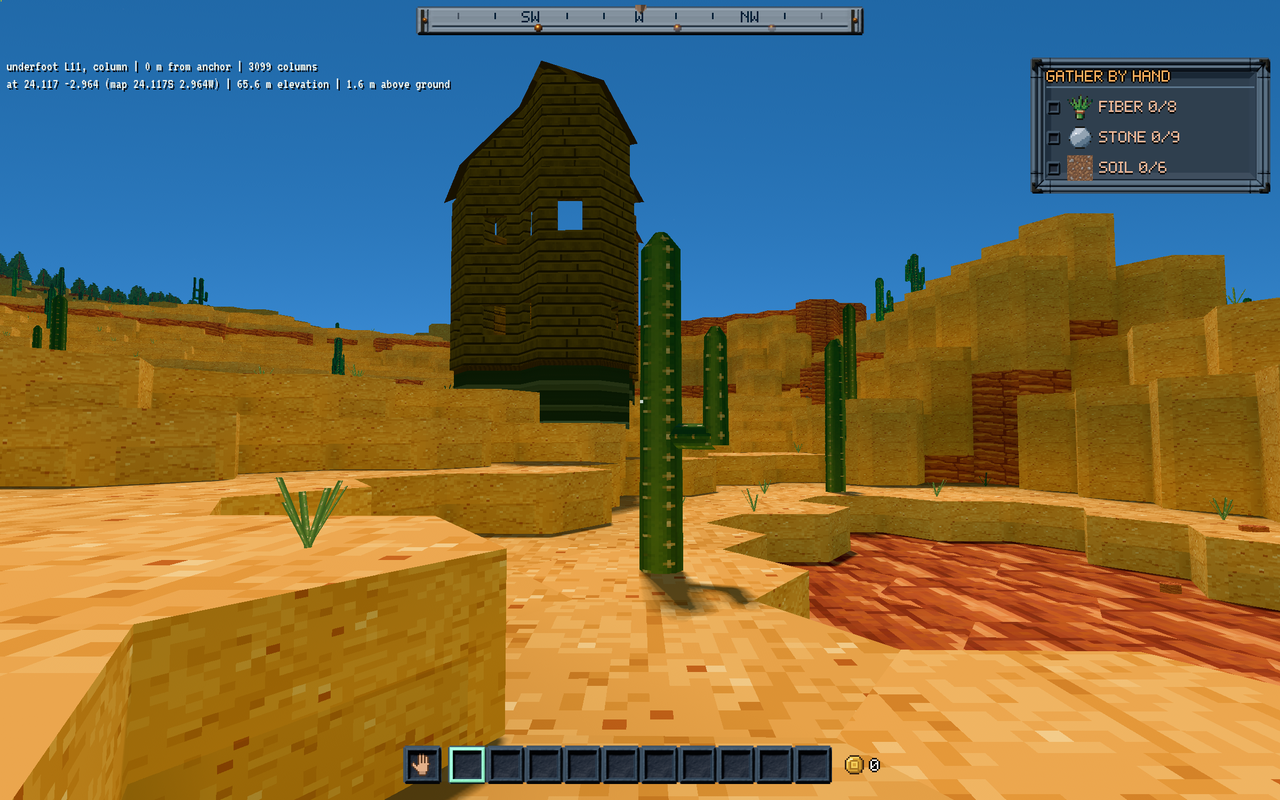 SW W NW
underfoot L11, column | 0 m from anchor | 3099 columns
at 24.117 -2.964 (map 24.117S 2.964W) | 65.6 m elevation | 1.6 m above ground
GATHER BY HAND
FIBER 0/8
STONE 0/9
SOIL 0/6
0